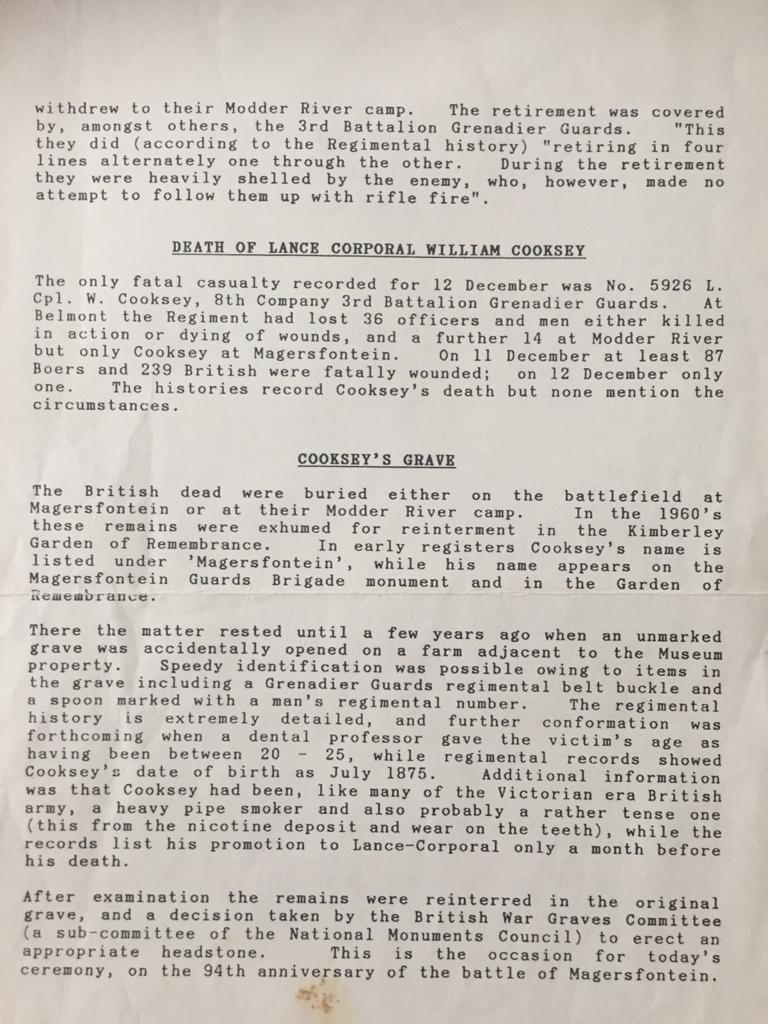 withdrew to their Modder River camp. The retirement was covered
by, amongst others, the 3rd Battalion Grenadier Guards. "This
they did (according to the Regimental history) "retiring in four
lines alternately one through the other. During the retirement
they were heavily shelled by the enemy, who, however, made no
attempt to follow them up with rifle fire".
DEATH OF LANCE CORPORAL WILLIAM COOKSEY
The only fatal casualty recorded for 12 December was No. 5926 L.
Cpl. W. Cooksey, 8th Company 3rd Battalion Grenadier Guards. At
Belmont the Regiment had lost 36 officers and men either killed
in action or dying of wounds, and a further 14 at Modder River
but only Cooksey at Magersfontein. On 11 December at least 87
Boers and 239 British were fatally wounded; on 12 December only
one. The histories record Cooksey's death but none mention the
circumstances.
COOKSEY'S GRAVE
The British dead were buried either on the battlefield at
Magersfontein or at their Modder River camp. In the 1960's
these remains were exhumed for reinterment in the Kimberley
Garden of Remembrance. In early registers Cooksey's name is
listed under 'Magersfontein', while his name appears on the
Magersfontein Guards Brigade monument and in the Garden of
Remembrance.
There the matter rested until a few years ago when an unmarked
grave was accidentally opened on a farm adjacent to the Museum
property. Speedy identification was possible owing to items in
the grave including a Grenadier Guards regimental belt buckle and
a spoon marked with a man's regimental number. The regimental
history is extremely detailed, and further conformation was
forthcoming when a dental professor gave the victim's age as
having been between 20 - 25, while regimental records showed
Cooksey's date of birth as July 1875. Additional information
was that Cooksey had been, like many of the Victorian era British
army, a heavy pipe smoker and also probably a rather tense one
(this from the nicotine deposit and wear on the teeth), while the
records list his promotion to Lance-Corporal only a month before
his death.
After examination the remains were reinterred in the original
grave, and a decision taken by the British War Graves Committee
(a sub-committee of the National Monuments Council) to erect an
appropriate headstone. This is the occasion for today's
ceremony, on the 94th anniversary of the battle of Magersfontein.